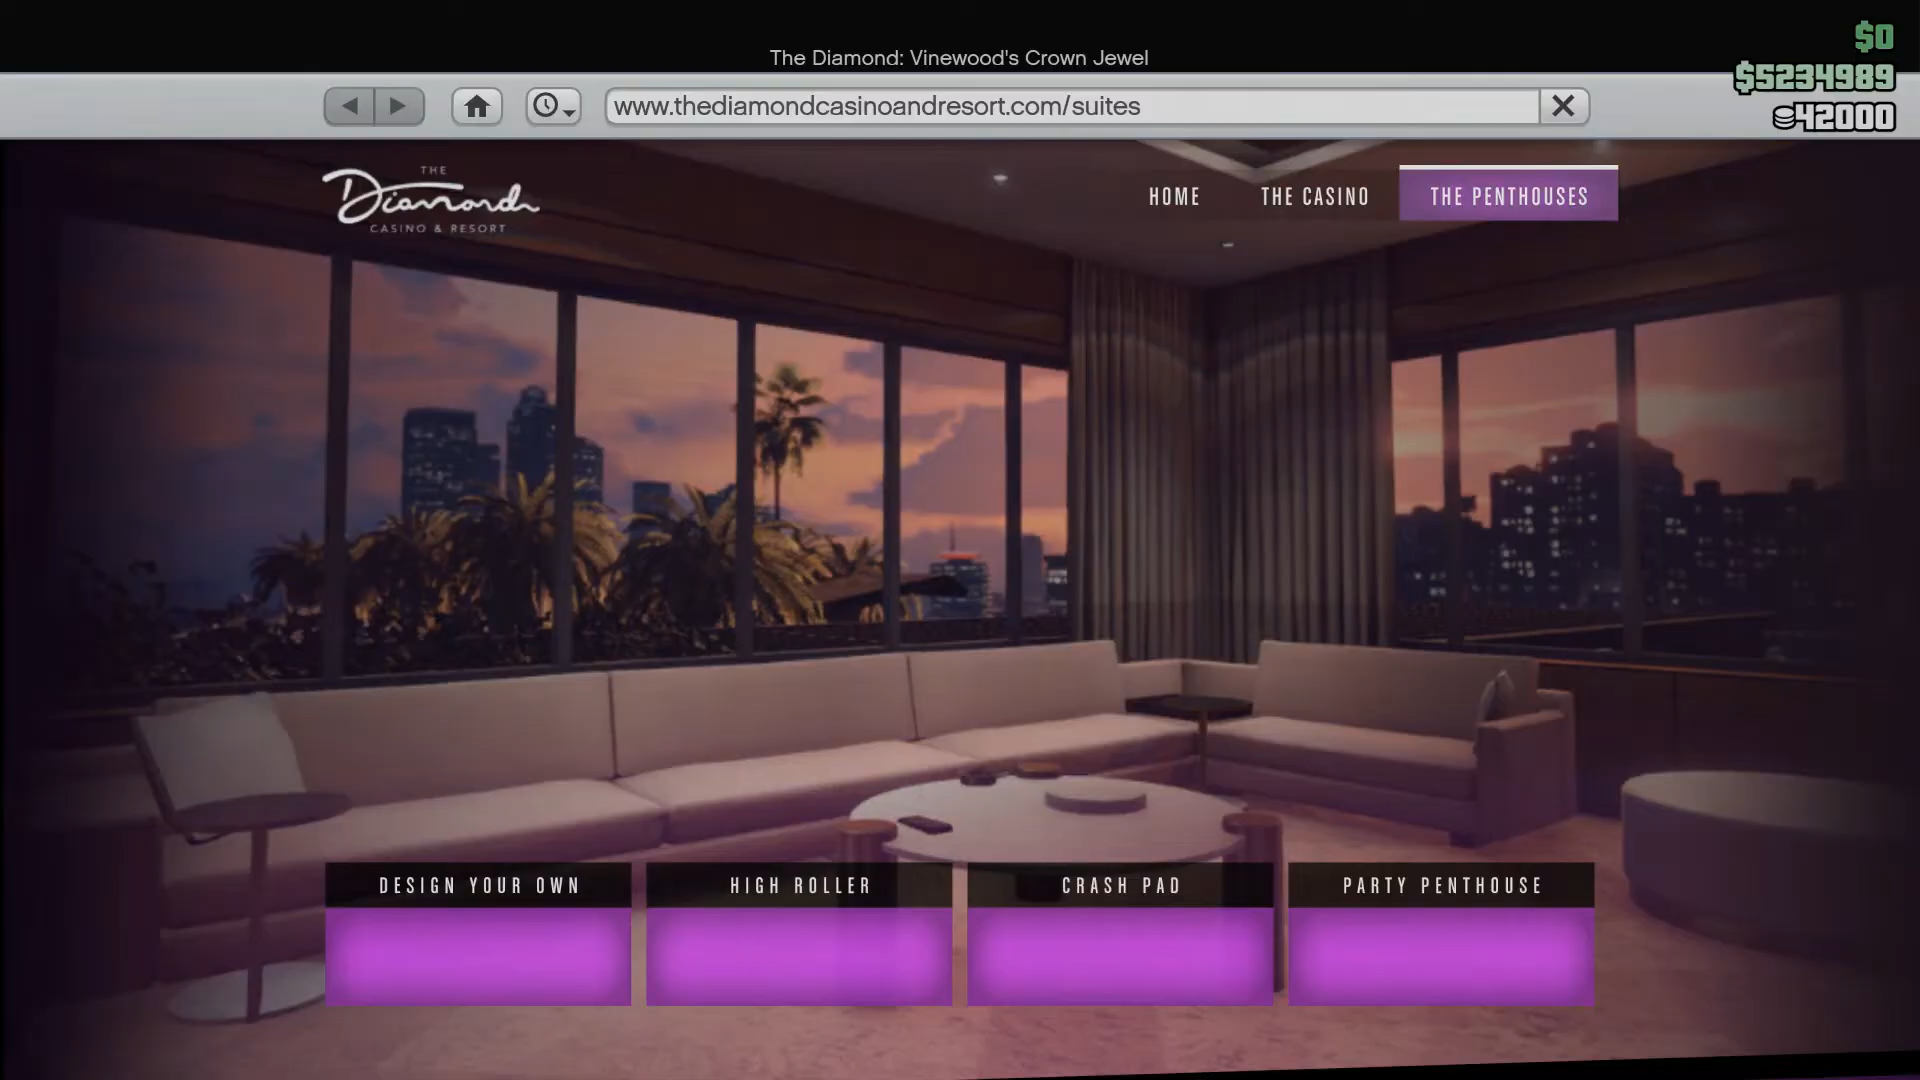 $0
The Diamond: Vinewood's Crown Jewel
$5234989
www.thediamondcasinoandresort.com/suites
42000
THE
Diamond
CASINO & RESORT
HOME
THE CASINO
THE PENTHOUSES
DESIGN YOUR OWN
HIGH ROLLER
CRASH PAD
PARTY PENTHOUSE